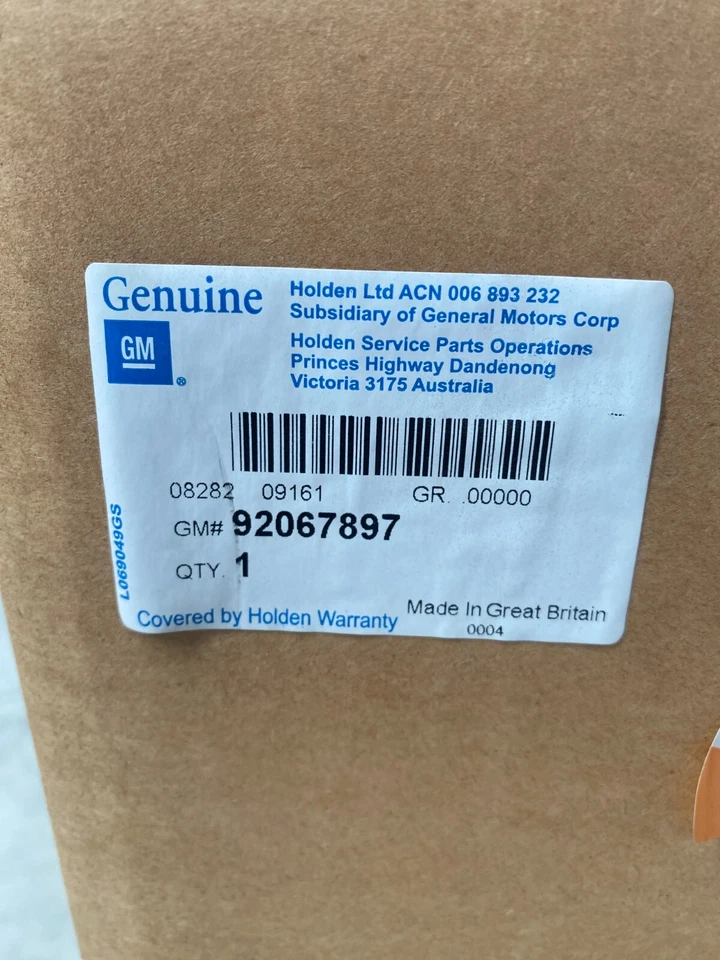 Genuine
GM
®
Holden Ltd ACN 006 893 232
Subsidiary of General Motors Corp
Holden Service Parts Operations
Princes Highway Dandenong
Victoria 3175 Australia
08282 09161 GR. .00000
GM# 92067897
QTY. 1
L069049GS
Covered by Holden Warranty
Made In Great Britain
0004